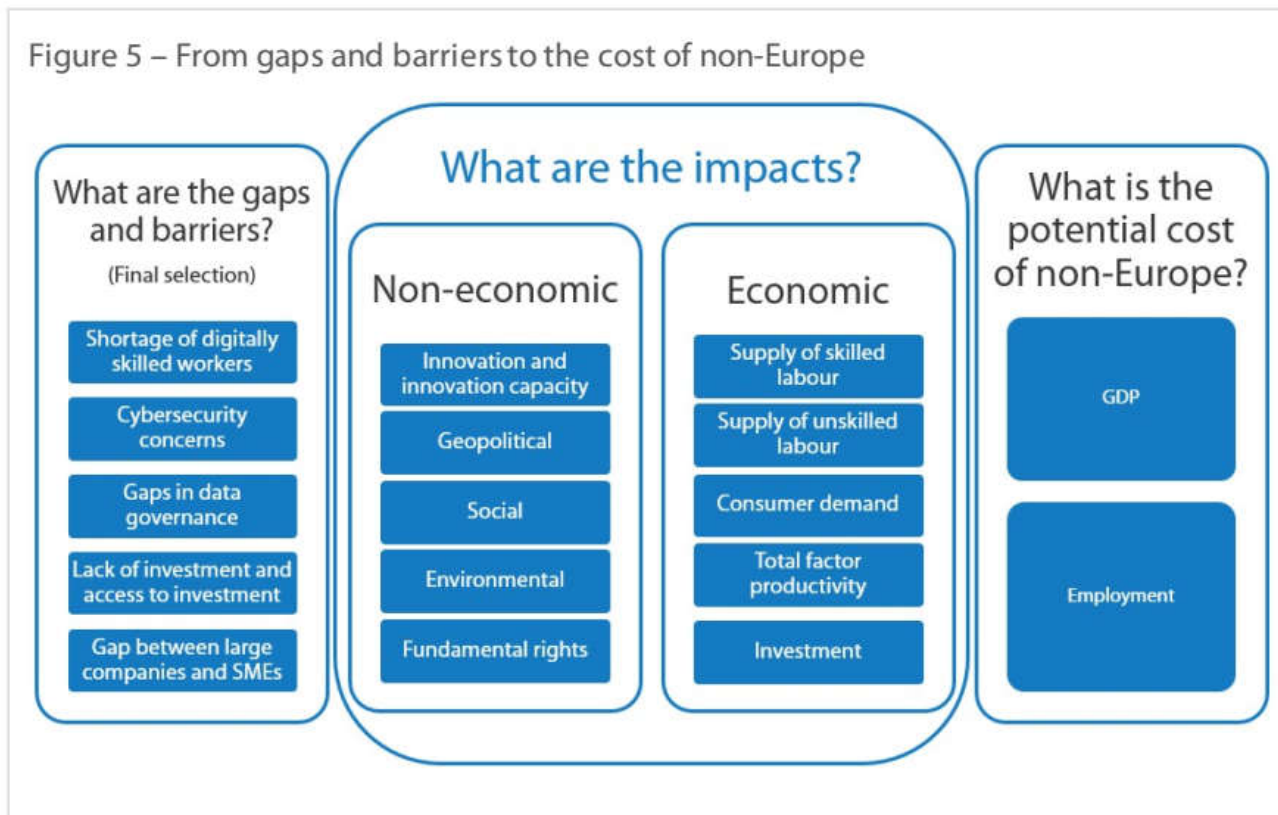 Figure 5 – From gaps and barriers to the cost of non-Europe
What are the gaps
and barriers?
(Final selection)
Shortage of digitally
skilled workers
Cybersecurity
concerns
Gaps in data
governance
Lack of investment and
access to investment
Gap between large
companies and SMEs
What are the impacts?
Non-economic
Innovation and
innovation capacity
Geopolitical
Social
Environmental
Fundamental rights
Economic
Supply of skilled
labour
Supply of unskilled
labour
Consumer demand
Total factor
productivity
Investment
What is the
potential cost
of non-Europe?
GDP
Employment